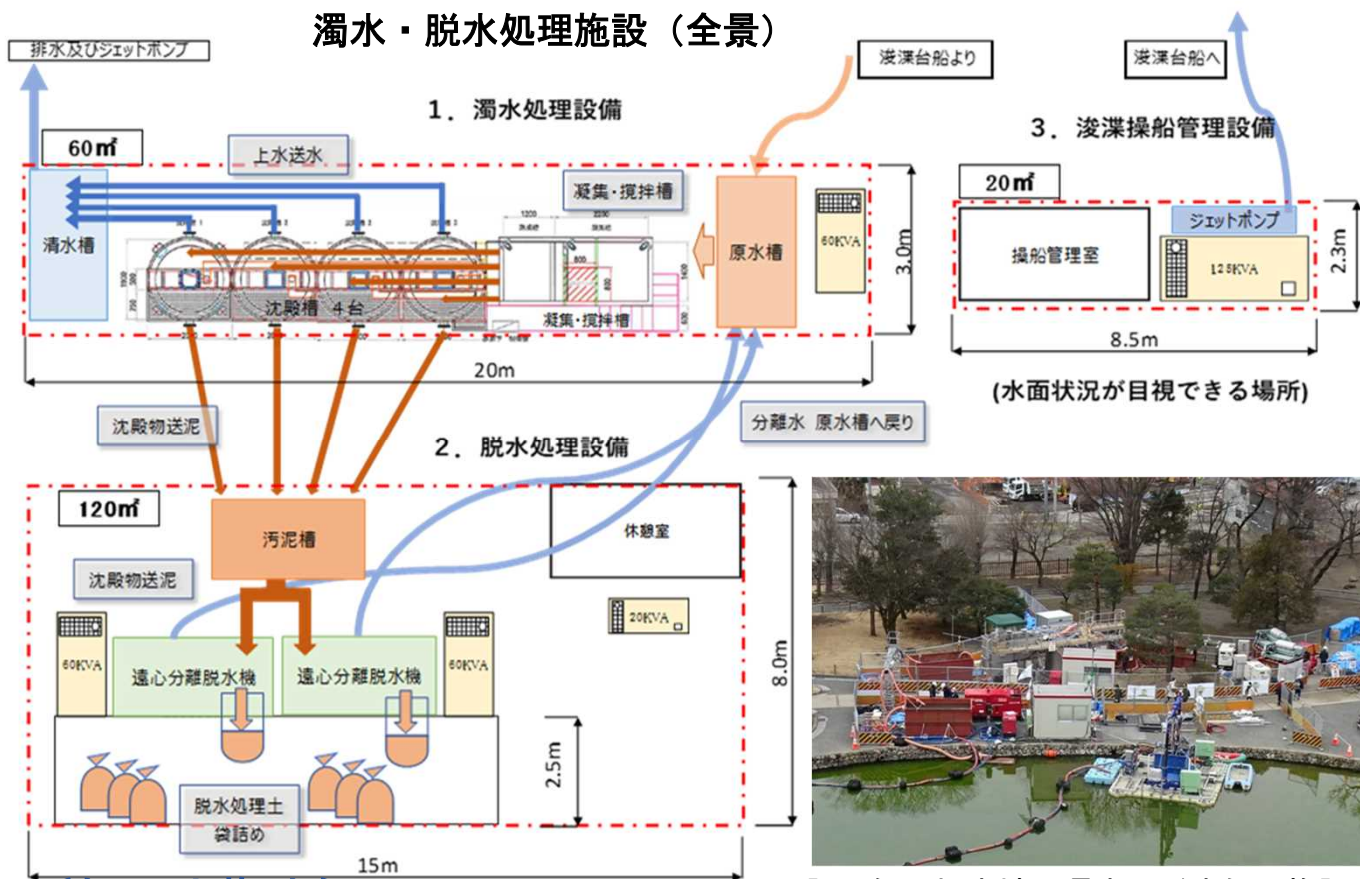 濁水・脱水処理施設（全景）
排水及びジェットポンプ
浚渫台船より
浚渫台船へ
1．濁水処理設備
3．浚渫操船管理設備
60㎡
上水送水
凝集･撹拌槽
20㎡
1200
2200
清水槽
原水槽
60KVA
3.0m
操船管理室
ジェットポンプ
125KVA
2.3m
800
沈殿槽 4台
凝集･撹拌槽
20m
8.5m
(水面状況が目視できる場所)
沈殿物送泥
分離水 原水槽へ戻り
2．脱水処理設備
120㎡
汚泥槽
休憩室
沈殿物送泥
60KVA
遠心分離脱水機
遠心分離脱水機
60KVA
20KVA
8.0m
2.5m
脱水処理土
袋詰め
15m